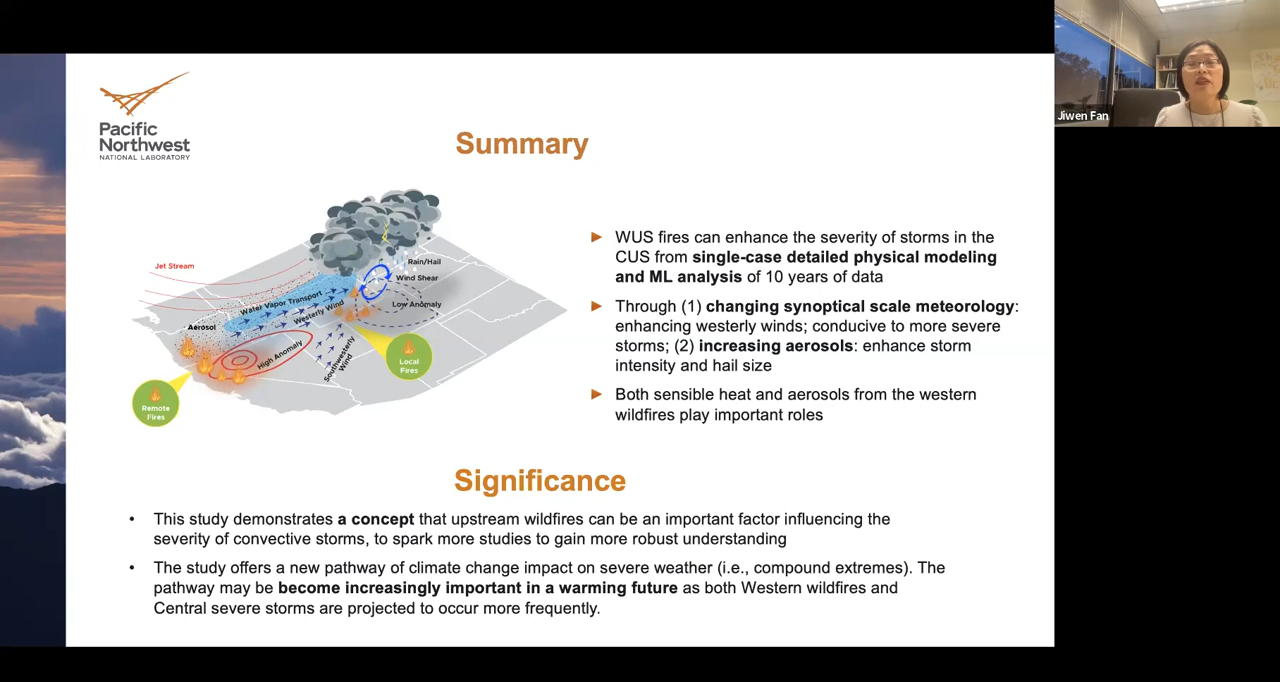 Jiwen Fan
Pacific
Northwest
NATIONAL LABORATORY
Summary
Jet Stream
Aerosol
Water Vapor Transport
Westerly Wind
Rain/Hail
Wind Shear
Low Anomaly
High Anomaly
Southwesterly
Wind
Local
Fires
Remote
Fires
WUS fires can enhance the severity of storms in the
CUS from single-case detailed physical modeling
and ML analysis of 10 years of data
Through (1) changing synoptical scale meteorology:
enhancing westerly winds; conducive to more severe
storms; (2) increasing aerosols: enhance storm
intensity and hail size
Both sensible heat and aerosols from the western
wildfires play important roles
Significance
• This study demonstrates a concept that upstream wildfires can be an important factor influencing the
severity of convective storms, to spark more studies to gain more robust understanding
• The study offers a new pathway of climate change impact on severe weather (i.e., compound extremes). The
pathway may be become increasingly important in a warming future as both Western wildfires and
Central severe storms are projected to occur more frequently.